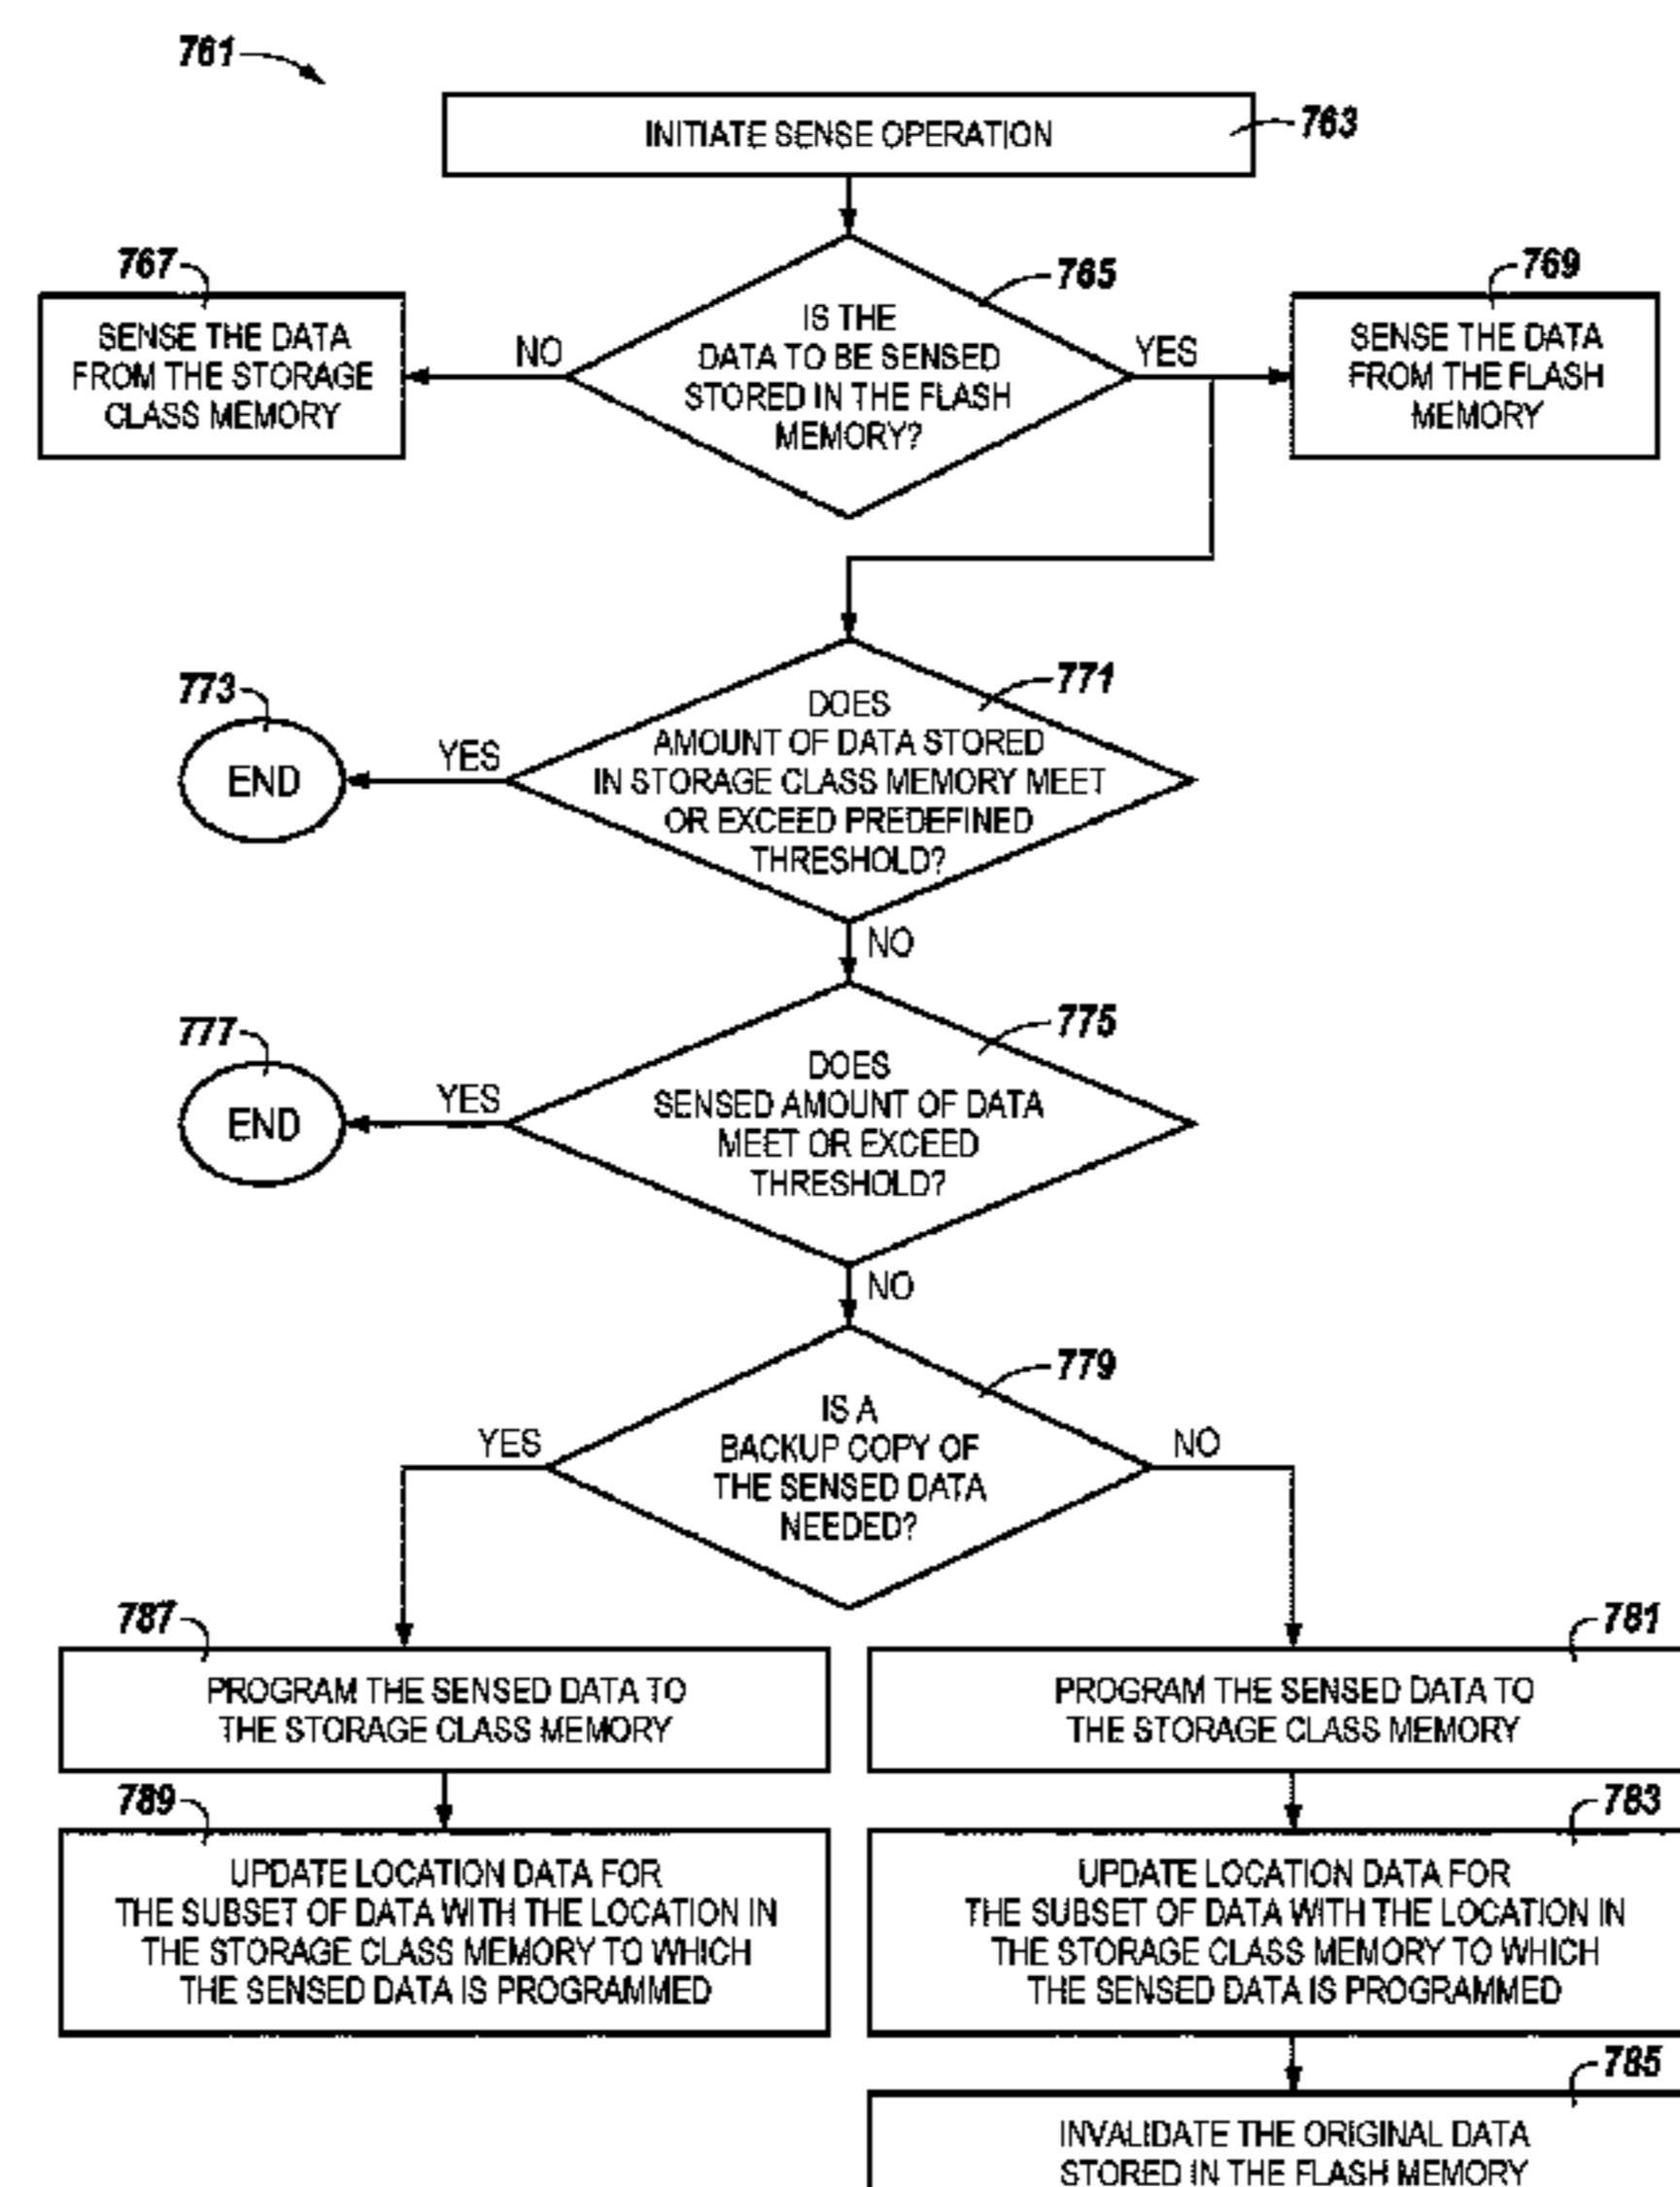 761
INITIATE SENSE OPERATION
763
767
765
769
SENSE THE DATA
FROM THE STORAGE
CLASS MEMORY
NO
IS THE
DATA TO BE SENSED
STORED IN THE FLASH
MEMORY?
YES
SENSE THE DATA
FROM THE FLASH
MEMORY
773
771
END
YES
DOES
AMOUNT OF DATA STORED
IN STORAGE CLASS MEMORY MEET
OR EXCEED PREDEFINED
THRESHOLD?
NO
777
775
END
YES
DOES
SENSED AMOUNT OF DATA
MEET OR EXCEED
THRESHOLD?
NO
779
YES
IS A
BACKUP COPY OF
THE SENSED DATA
NEEDED?
NO
787
781
PROGRAM THE SENSED DATA TO
THE STORAGE CLASS MEMORY
PROGRAM THE SENSED DATA TO
THE STORAGE CLASS MEMORY
789
783
UPDATE LOCATION DATA FOR
THE SUBSET OF DATA WITH THE LOCATION IN
THE STORAGE CLASS MEMORY TO WHICH
THE SENSED DATA IS PROGRAMMED
UPDATE LOCATION DATA FOR
THE SUBSET OF DATA WITH THE LOCATION IN
THE STORAGE CLASS MEMORY TO WHICH
THE SENSED DATA IS PROGRAMMED
785
INVALIDATE THE ORIGINAL DATA
STORED IN THE FLASH MEMORY